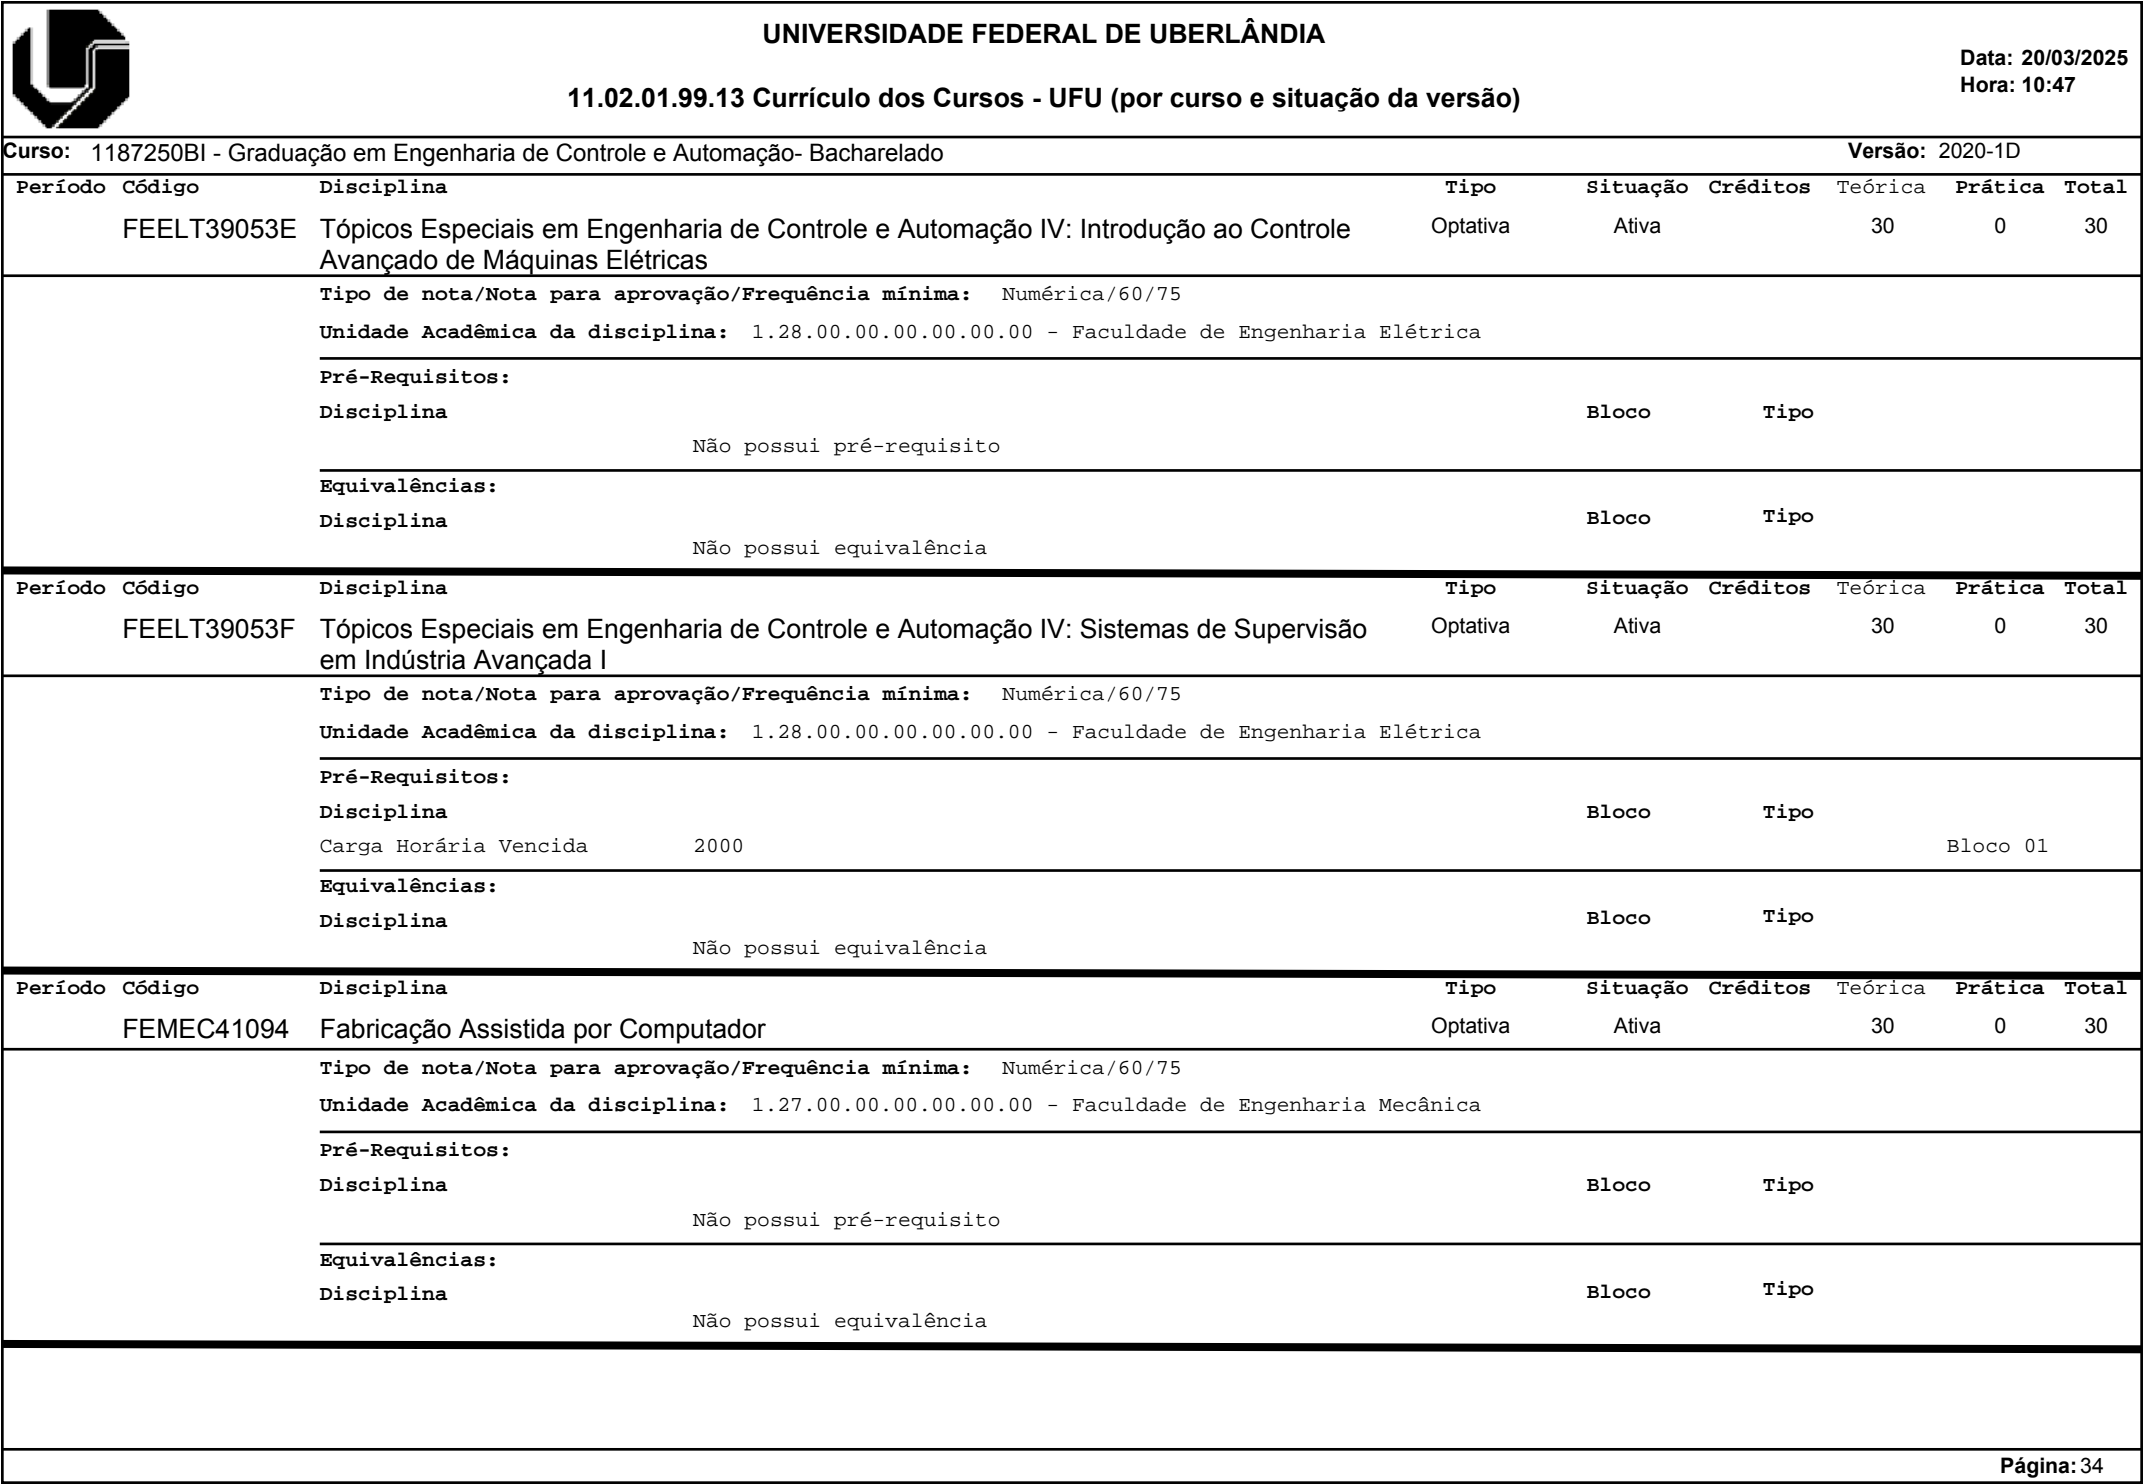 UNIVERSIDADE FEDERAL DE UBERLÂNDIA
Data: 20/03/2025
Hora: 10:47
11.02.01.99.13 Currículo dos Cursos - UFU (por curso e situação da versão)
Curso: 1187250BI - Graduação em Engenharia de Controle e Automação- Bacharelado Versão: 2020-1D
Período Código Disciplina Tipo Situação Créditos Teórica Prática Total
FEELT39053E Tópicos Especiais em Engenharia de Controle e Automação IV: Introdução ao Controle Optativa Ativa 30 0 30
Avançado de Máquinas Elétricas
Tipo de nota/Nota para aprovação/Frequência mínima: Numérica/60/75
Unidade Acadêmica da disciplina: 1.28.00.00.00.00.00.00 - Faculdade de Engenharia Elétrica
Pré-Requisitos:
Disciplina Bloco Tipo
Não possui pré-requisito
Equivalências:
Disciplina Bloco Tipo
Não possui equivalência
Período Código Disciplina Tipo Situação Créditos Teórica Prática Total
FEELT39053F Tópicos Especiais em Engenharia de Controle e Automação IV: Sistemas de Supervisão Optativa Ativa 30 0 30
em Indústria Avançada I
Tipo de nota/Nota para aprovação/Frequência mínima: Numérica/60/75
Unidade Acadêmica da disciplina: 1.28.00.00.00.00.00.00 - Faculdade de Engenharia Elétrica
Pré-Requisitos:
Disciplina Bloco Tipo
Carga Horária Vencida 2000 Bloco 01
Equivalências:
Disciplina Bloco Tipo
Não possui equivalência
Período Código Disciplina Tipo Situação Créditos Teórica Prática Total
FEMEC41094 Fabricação Assistida por Computador Optativa Ativa 30 0 30
Tipo de nota/Nota para aprovação/Frequência mínima: Numérica/60/75
Unidade Acadêmica da disciplina: 1.27.00.00.00.00.00.00 - Faculdade de Engenharia Mecânica
Pré-Requisitos:
Disciplina Bloco Tipo
Não possui pré-requisito
Equivalências:
Disciplina Bloco Tipo
Não possui equivalência
Página: 34